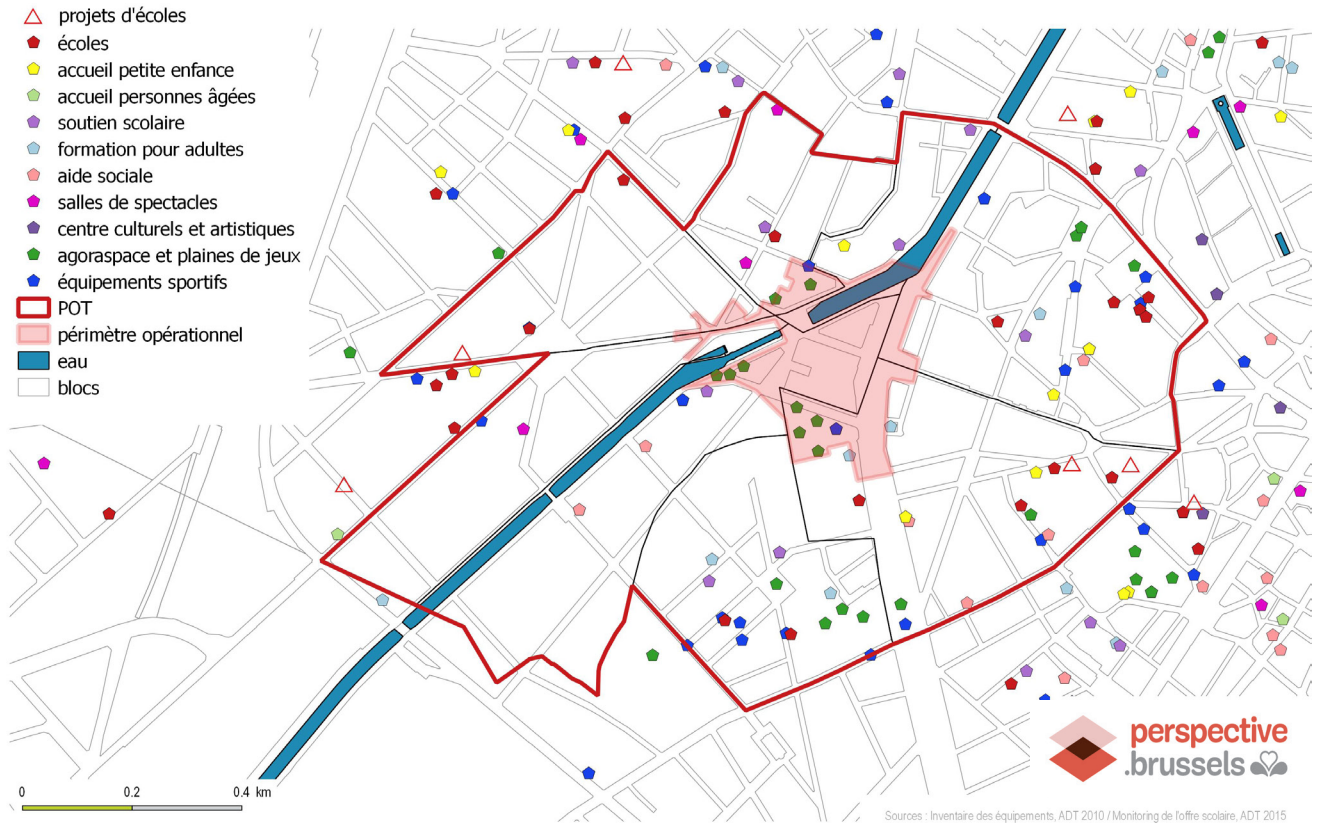 projets d'écoles
écoles
accueil petite enfance
accueil personnes âgées
soutien scolaire
formation pour adultes
aide sociale
salles de spectacles
centre culturels et artistiques
agoraspace et plaines de jeux
équipements sportifs
POT
périmètre opérationnel
eau
blocs
perspective
.brussels
0 0.2 0.4 km
Sources : Inventaire des équipements, ADT 2010 / Monitoring de l'offre scolaire, ADT 2015